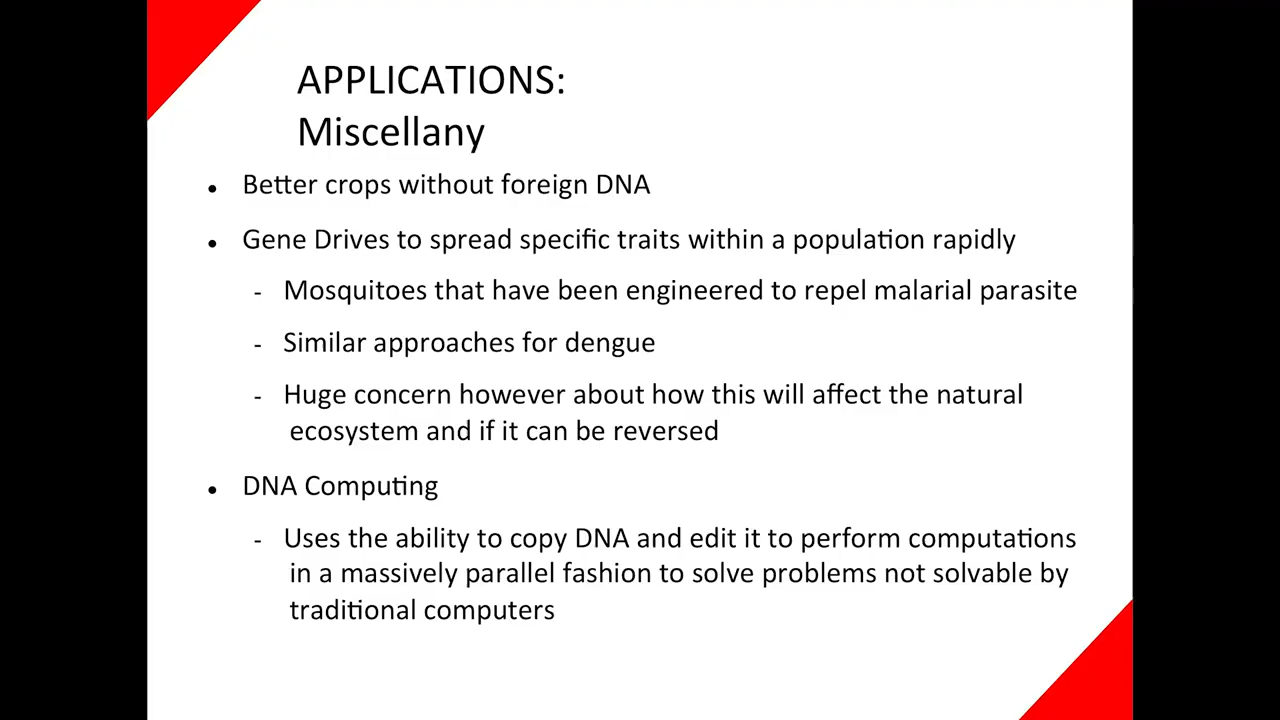 APPLICATIONS:
Miscellany
• Better crops without foreign DNA
• Gene Drives to spread specific traits within a population rapidly
- Mosquitoes that have been engineered to repel malarial parasite
- Similar approaches for dengue
- Huge concern however about how this will affect the natural
ecosystem and if it can be reversed
• DNA Computing
- Uses the ability to copy DNA and edit it to perform computations
in a massively parallel fashion to solve problems not solvable by
traditional computers